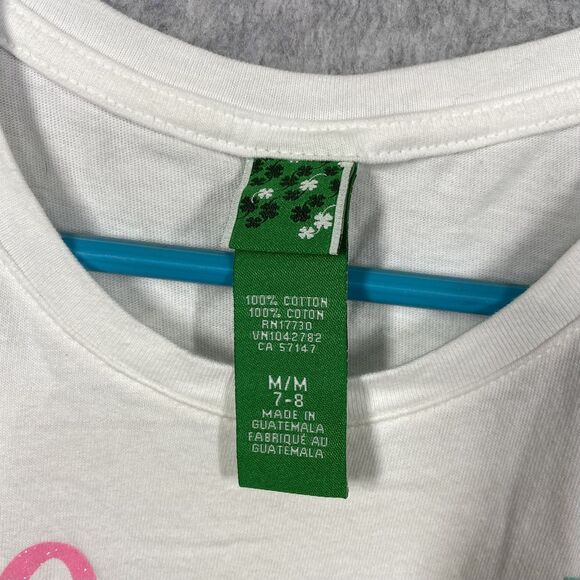 100% COTTON
100% COTON
RN17730
VN1042782
CA 57147
M/M
7-8
MADE IN
GUATEMALA
FABRIQUÉ AU
GUATEMALA